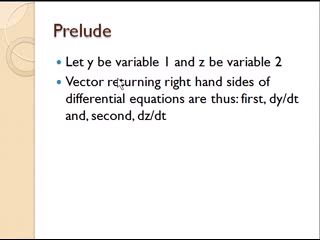 Prelude
Let y be variable 1 and z be variable 2
Vector returning right hand sides of
differential equations are thus: first, dy/dt
and, second, dz/dt